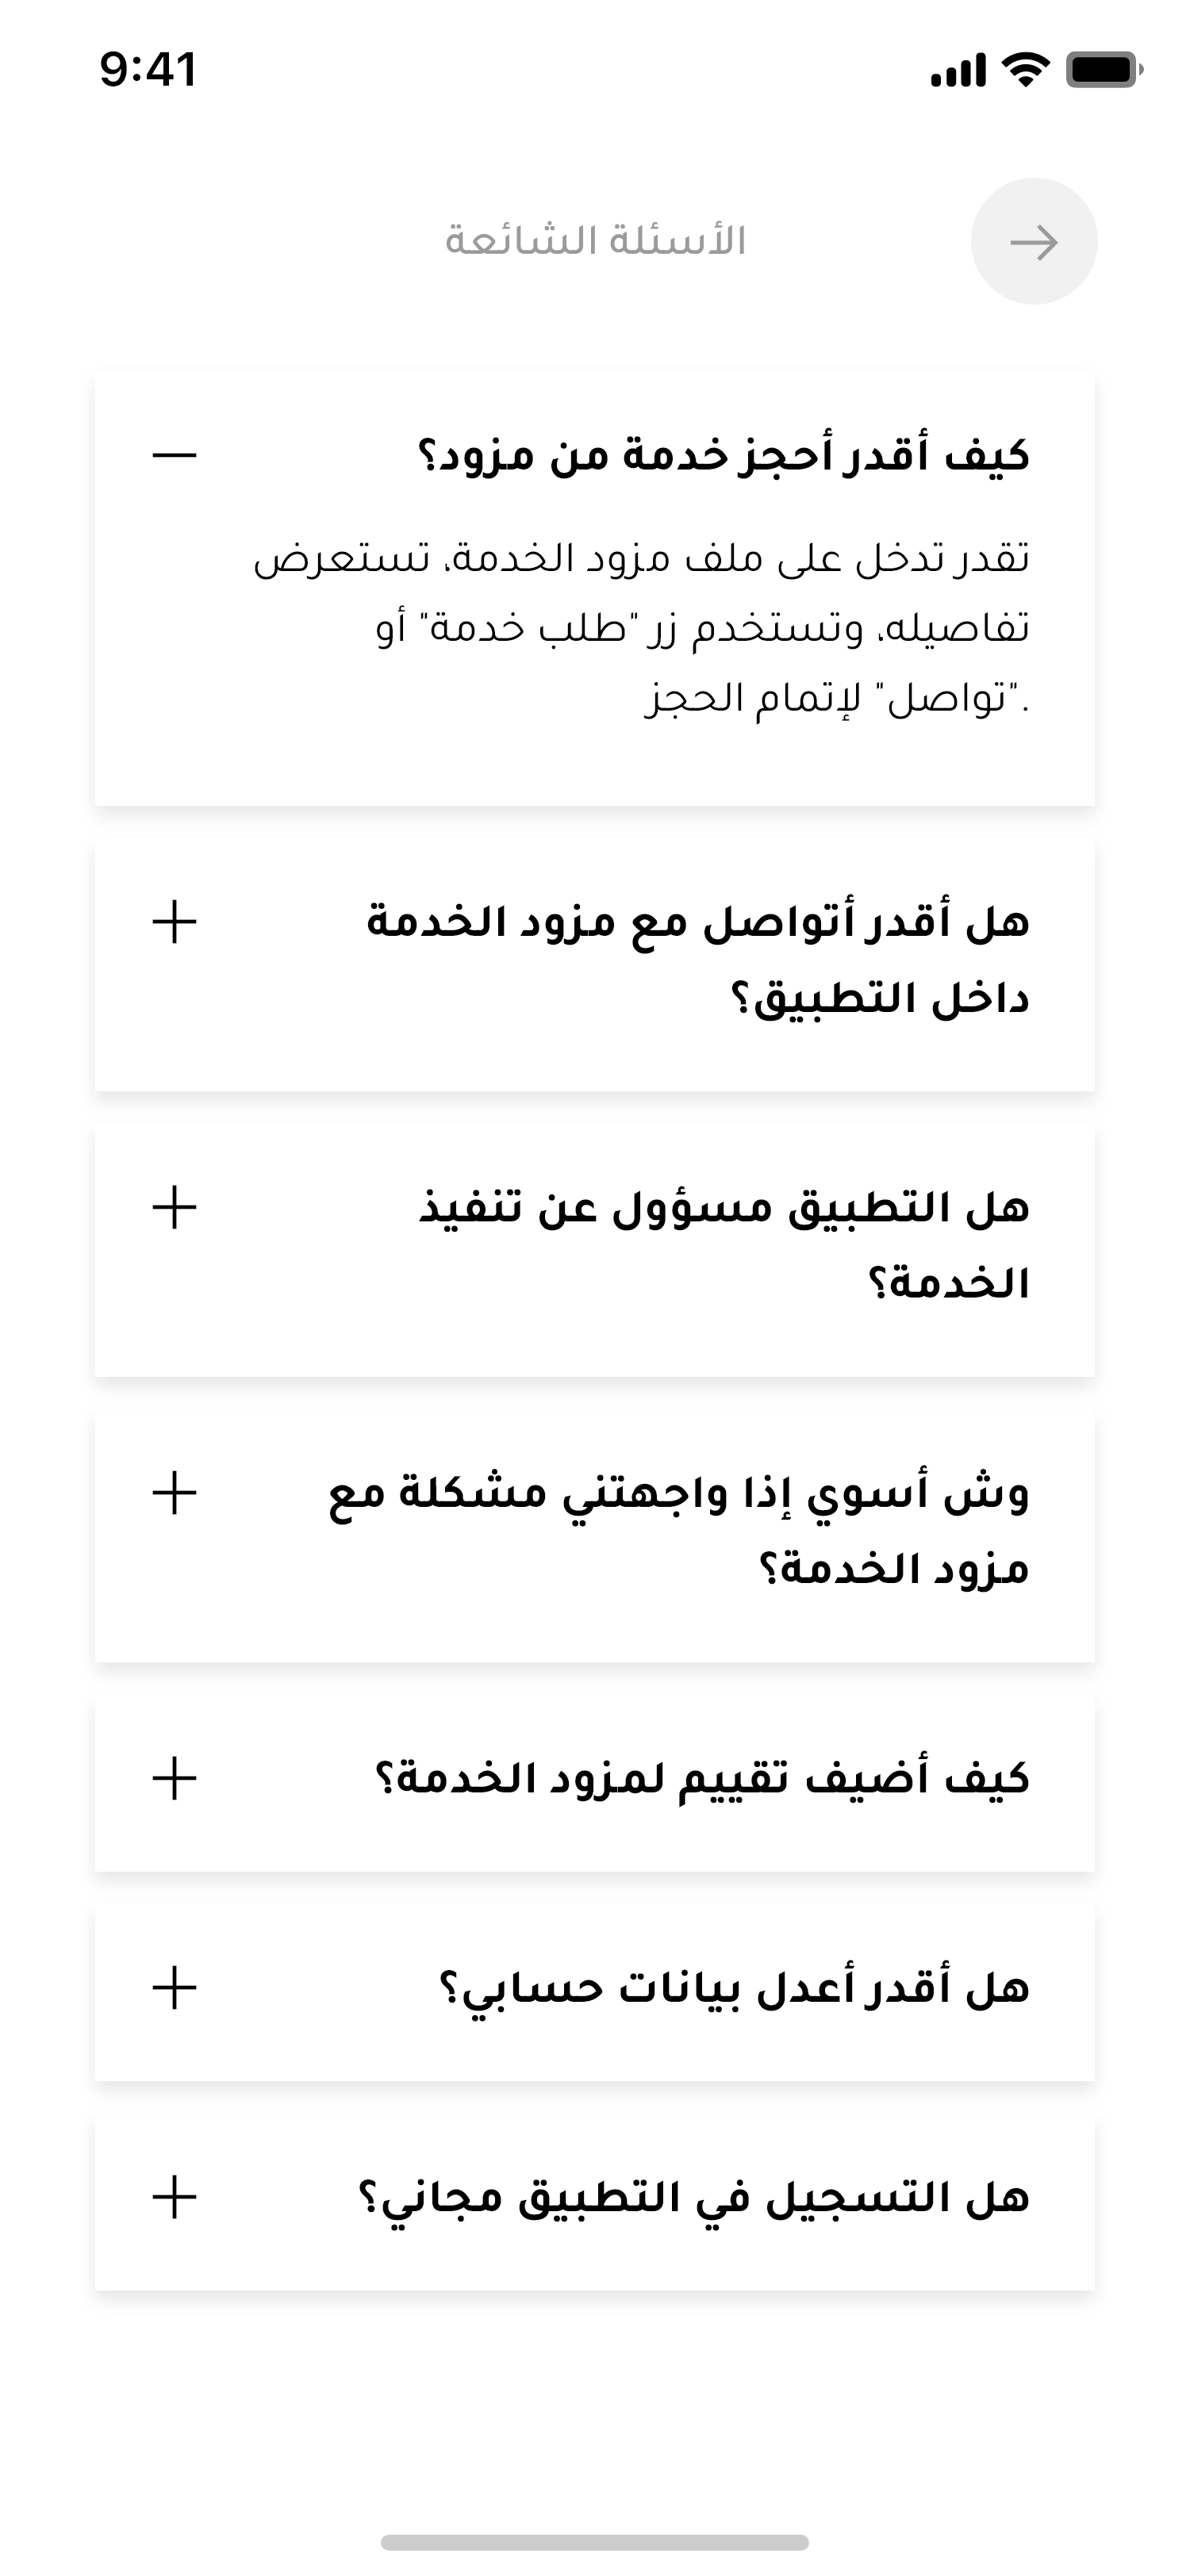 9:41
الأسئلة الشائعة
كيف أقدر أحجز خدمة من مزود؟
تقدر تدخل على ملف مزود الخدمة، تستعرض
تفاصيله، وتستخدم زر "طلب خدمة" أو
."تواصل" لإتمام الحجز
هل أقدر أتواصل مع مزود الخدمة
داخل التطبيق؟
هل التطبيق مسؤول عن تنفيذ
الخدمة؟
وش أسوي إذا واجهتني مشكلة مع
مزود الخدمة؟
كيف أضيف تقييم لمزود الخدمة؟
هل أقدر أعدل بيانات حسابي؟
هل التسجيل في التطبيق مجاني؟